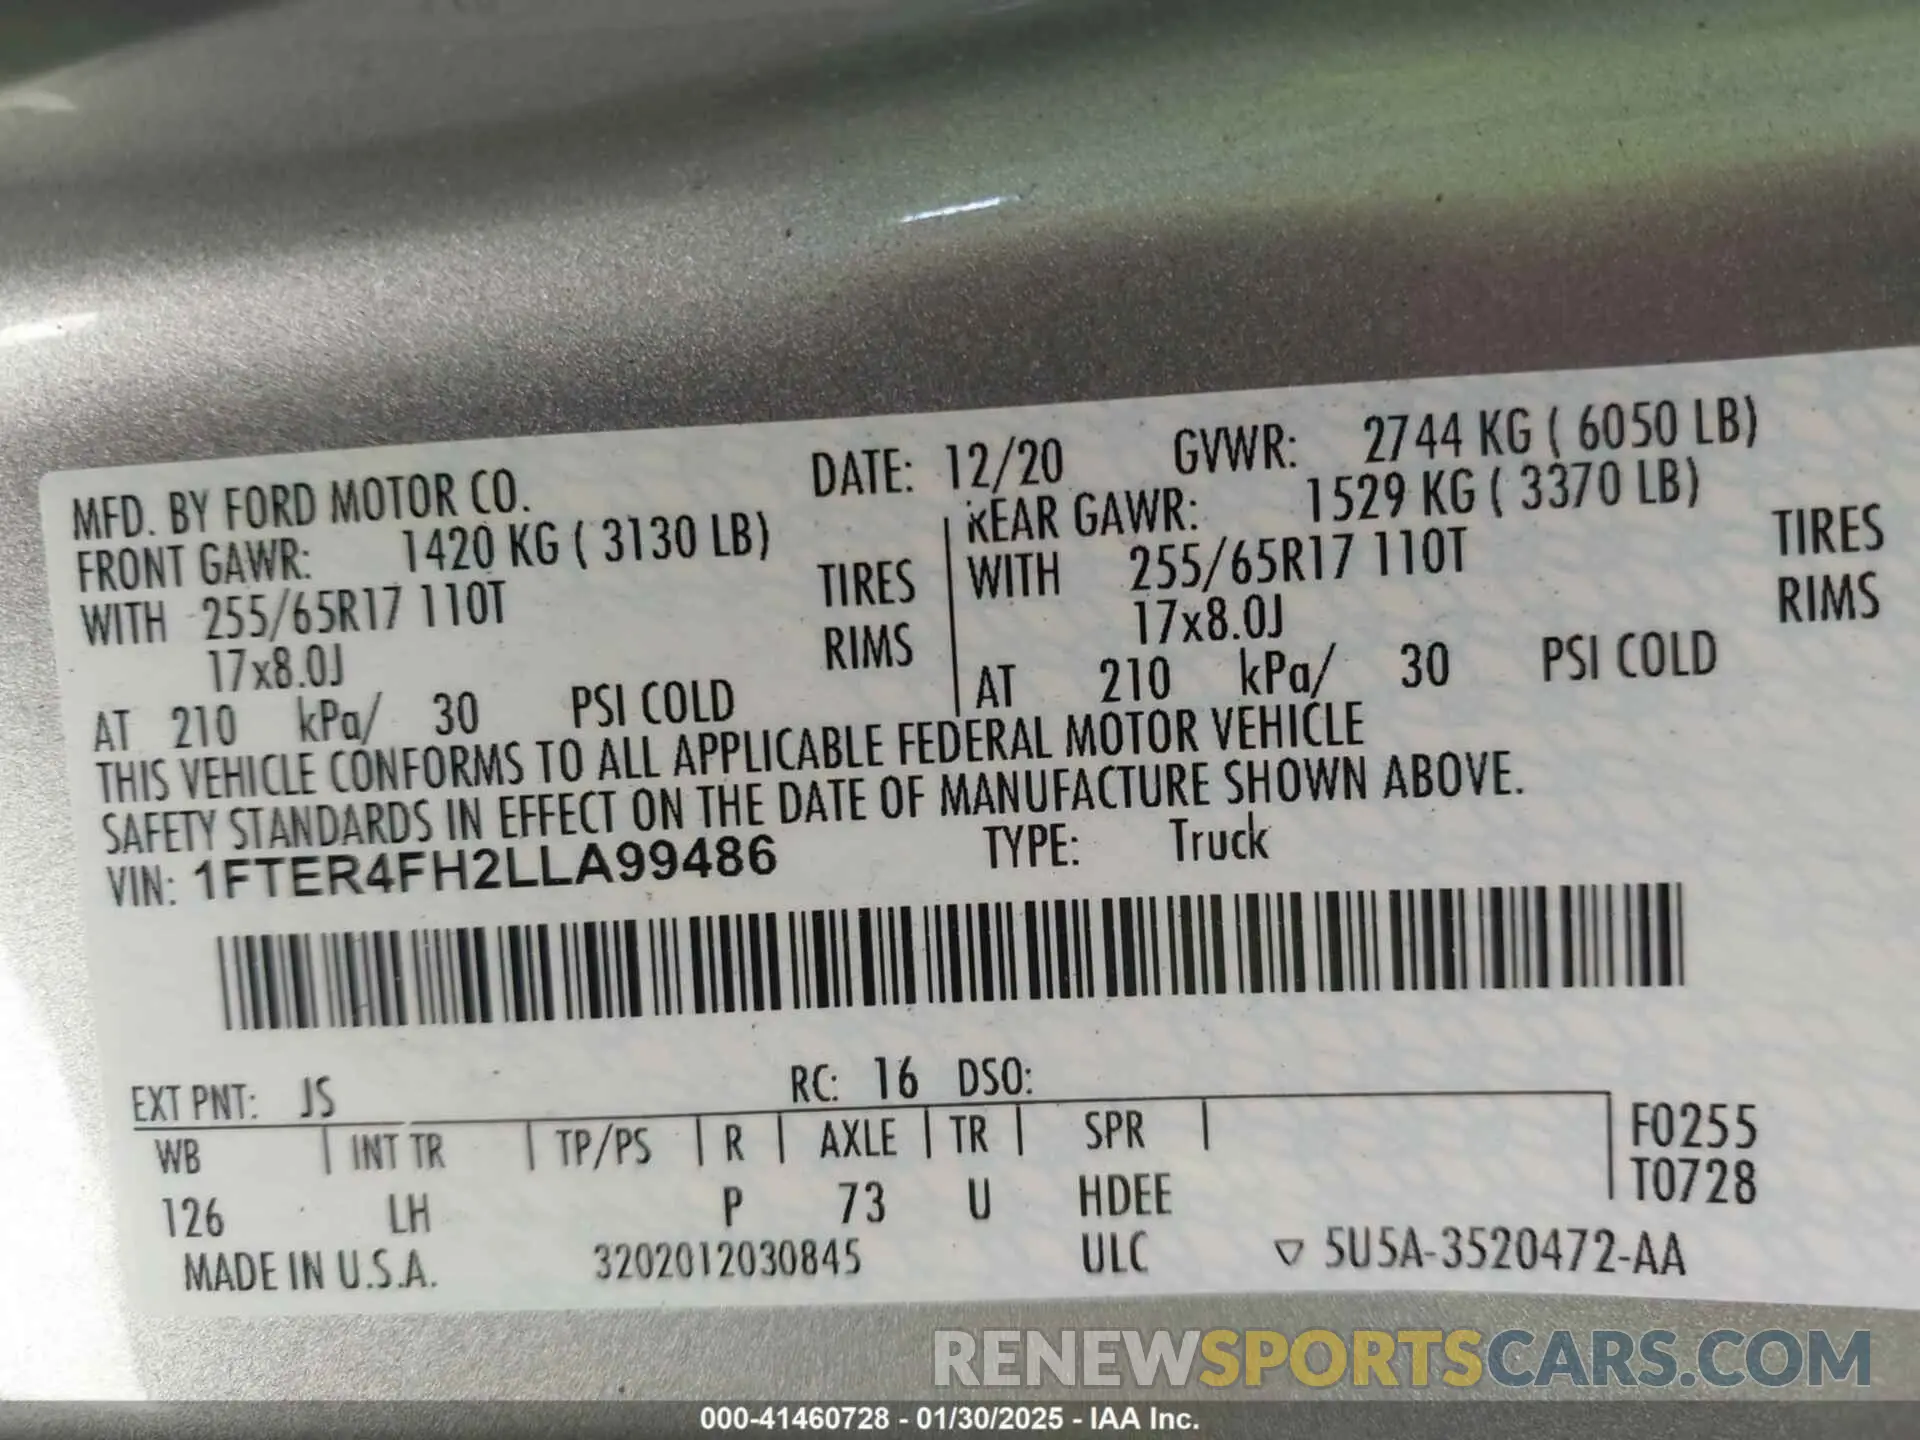 MFD. BY FORD MOTOR CO. DATE: 12/20 GVWR: 2744 KG ( 6050 LB)
FRONT GAWR: 1420 KG ( 3130 LB) REAR GAWR: 1529 KG ( 3370 LB)
WITH 255/65R17 110T TIRES WITH 255/65R17 110T TIRES
17x8.0J RIMS 17x8.0J RIMS
AT 210 kPa/ 30 PSI COLD AT 210 kPa/ 30 PSI COLD
THIS VEHICLE CONFORMS TO ALL APPLICABLE FEDERAL MOTOR VEHICLE
SAFETY STANDARDS IN EFFECT ON THE DATE OF MANUFACTURE SHOWN ABOVE.
VIN: 1FTER4FH2LLA99486 TYPE: Truck
EXT PNT: JS RC: 16 DSO:
WB INT TR TP/PS R AXLE TR SPR F0255
126 LH P 73 U HDEE T0728
MADE IN U.S.A. 3202012030845 ULC ▽ 5U5A-3520472-AA
RENEWSPORTSCARS.COM
000-41460728 - 01/30/2025 - IAA Inc.